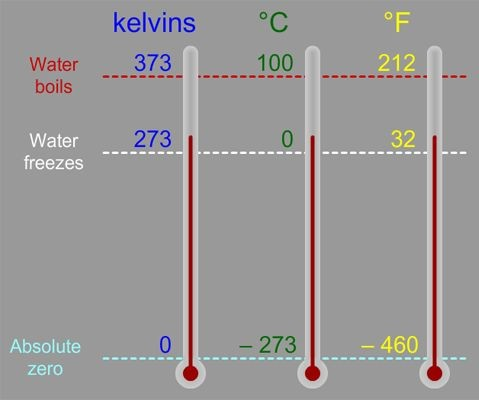 kelvins °C °F
Water boils 373 100 212
Water freezes 273 0 32
Absolute zero 0 – 273 – 460